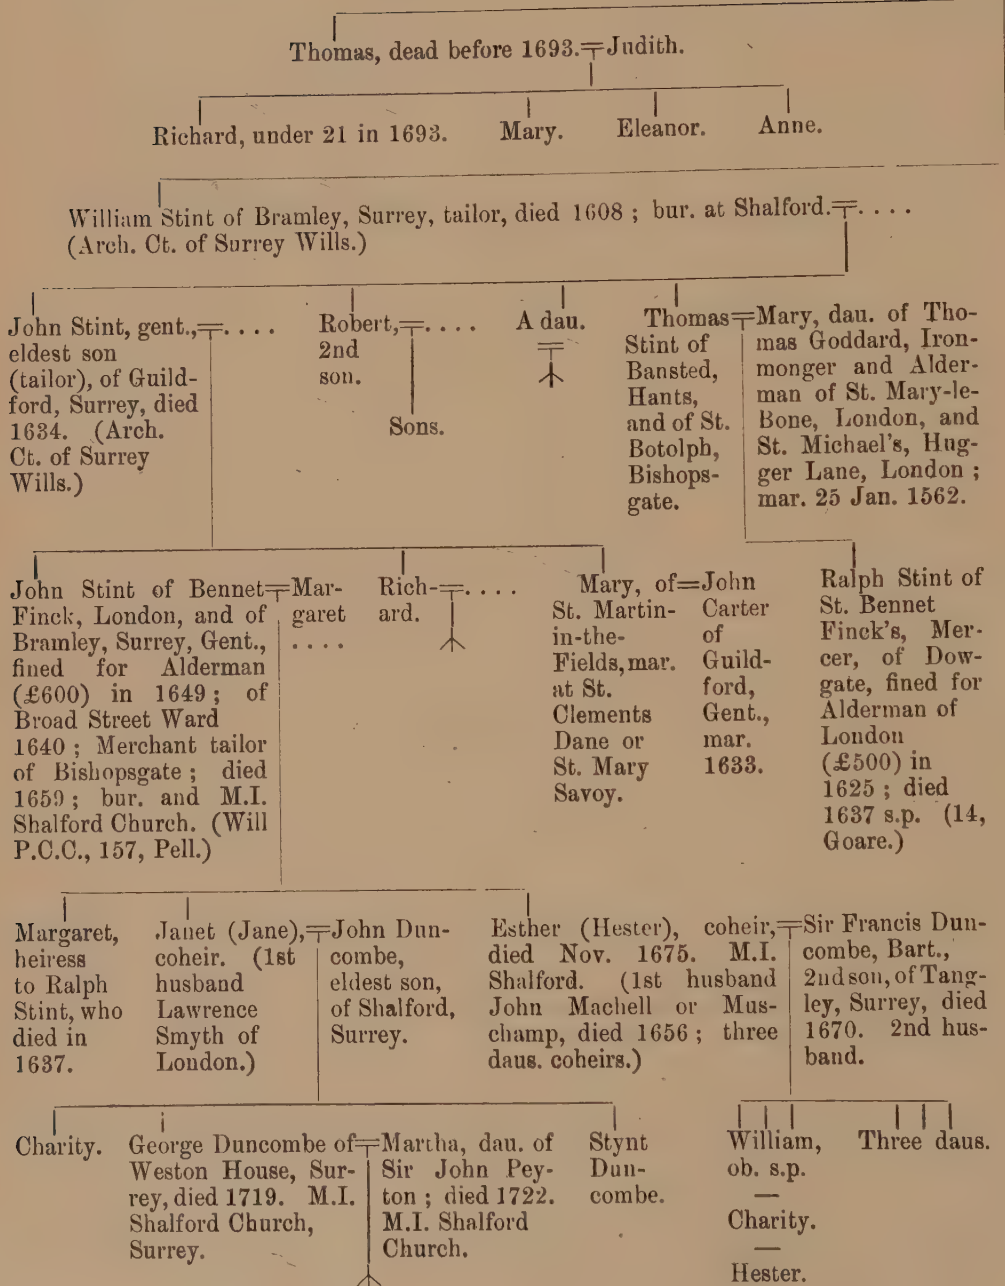 Thomas, dead before 1693.=Judith.
Richard, under 21 in 1693. Mary. Eleanor. Anne.
William Stint of Bramley, Surrey, tailor, died 1608 ; bur. at Shalford.=. . . .
(Arch. Ct. of Surrey Wills.)
John Stint, gent.,=. . . .
eldest son
(tailor), of Guild-
ford, Surrey, died
1634. (Arch.
Ct. of Surrey
Wills.)
Robert,=. . . .
2nd
son.
Sons.
A dau.
=
Thomas=
Stint of
Bansted,
Hants,
and of St.
Botolph,
Bishops-
gate.
Mary, dau. of Tho-
mas Goddard, Iron-
monger and Alder-
man of St. Mary-le-
Bone, London, and
St. Michael's, Hug-
ger Lane, London ;
mar. 25 Jan. 1562.
John Stint of Bennet=
Finck, London, and of
Bramley, Surrey, Gent.,
fined for Alderman
(£600) in 1649 ; of
Broad Street Ward
1640 ; Merchant tailor
of Bishopsgate ; died
1659 ; bur. and M.I.
Shalford Church. (Will
P.C.C., 157, Pell.)
Mar-
garet
. . . .
Rich-=. . . .
ard.
Mary, of=
St. Martin-
in-the-
Fields, mar.
at St.
Clements
Dane or
St. Mary
Savoy.
John
Carter
of
Guild-
ford,
Gent.,
mar.
1633.
Ralph Stint of
St. Bennet
Finck's, Mer-
cer, of Dow-
gate, fined for
Alderman of
London
(£500) in
1625 ; died
1637 s.p. (14,
Goare.)
Margaret,
heiress
to Ralph
Stint, who
died in
1637.
Janet (Jane),=
coheir. (1st
husband
Lawrence
Smyth of
London.)
John Dun-
combe,
eldest son,
of Shalford,
Surrey.
Esther (Hester), coheir,=
died Nov. 1675. M.I.
Shalford. (1st husband
John Machell or Mus-
champ, died 1656 ; three
daus. coheirs.)
Sir Francis Dun-
combe, Bart.,
2nd son, of Tang-
ley, Surrey, died
1670. 2nd hus-
band.
Charity.
George Duncombe of=
Weston House, Sur-
rey, died 1719. M.I.
Shalford Church,
Surrey.
Martha, dau. of
Sir John Pey-
ton ; died 1722.
M.I. Shalford
Church.
Stynt
Dun-
combe.
William,
ob. s.p.
—
Charity.
—
Hester.
Three daus.